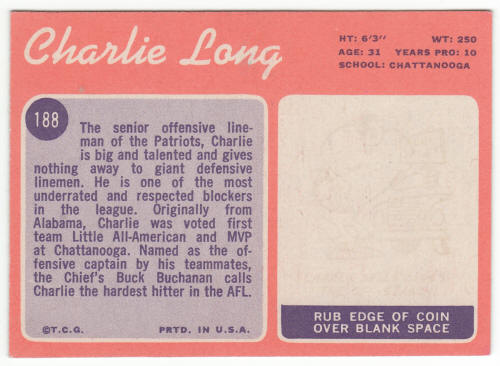 Charlie Long
HT: 6'3" WT: 250
AGE: 31 YEARS PRO: 10
SCHOOL: CHATTANOOGA
188
The senior offensive line-
man of the Patriots, Charlie
is big and talented and gives
nothing away to giant defensive
linemen. He is one of the most
underrated and respected blockers
in the league. Originally from
Alabama, Charlie was voted first
team Little All-American and MVP
at Chattanooga. Named as the of-
fensive captain by his teammates,
the Chief's Buck Buchanan calls
Charlie the hardest hitter in the AFL.
©T.C.G. PRTD. IN U.S.A.
RUB EDGE OF COIN
OVER BLANK SPACE